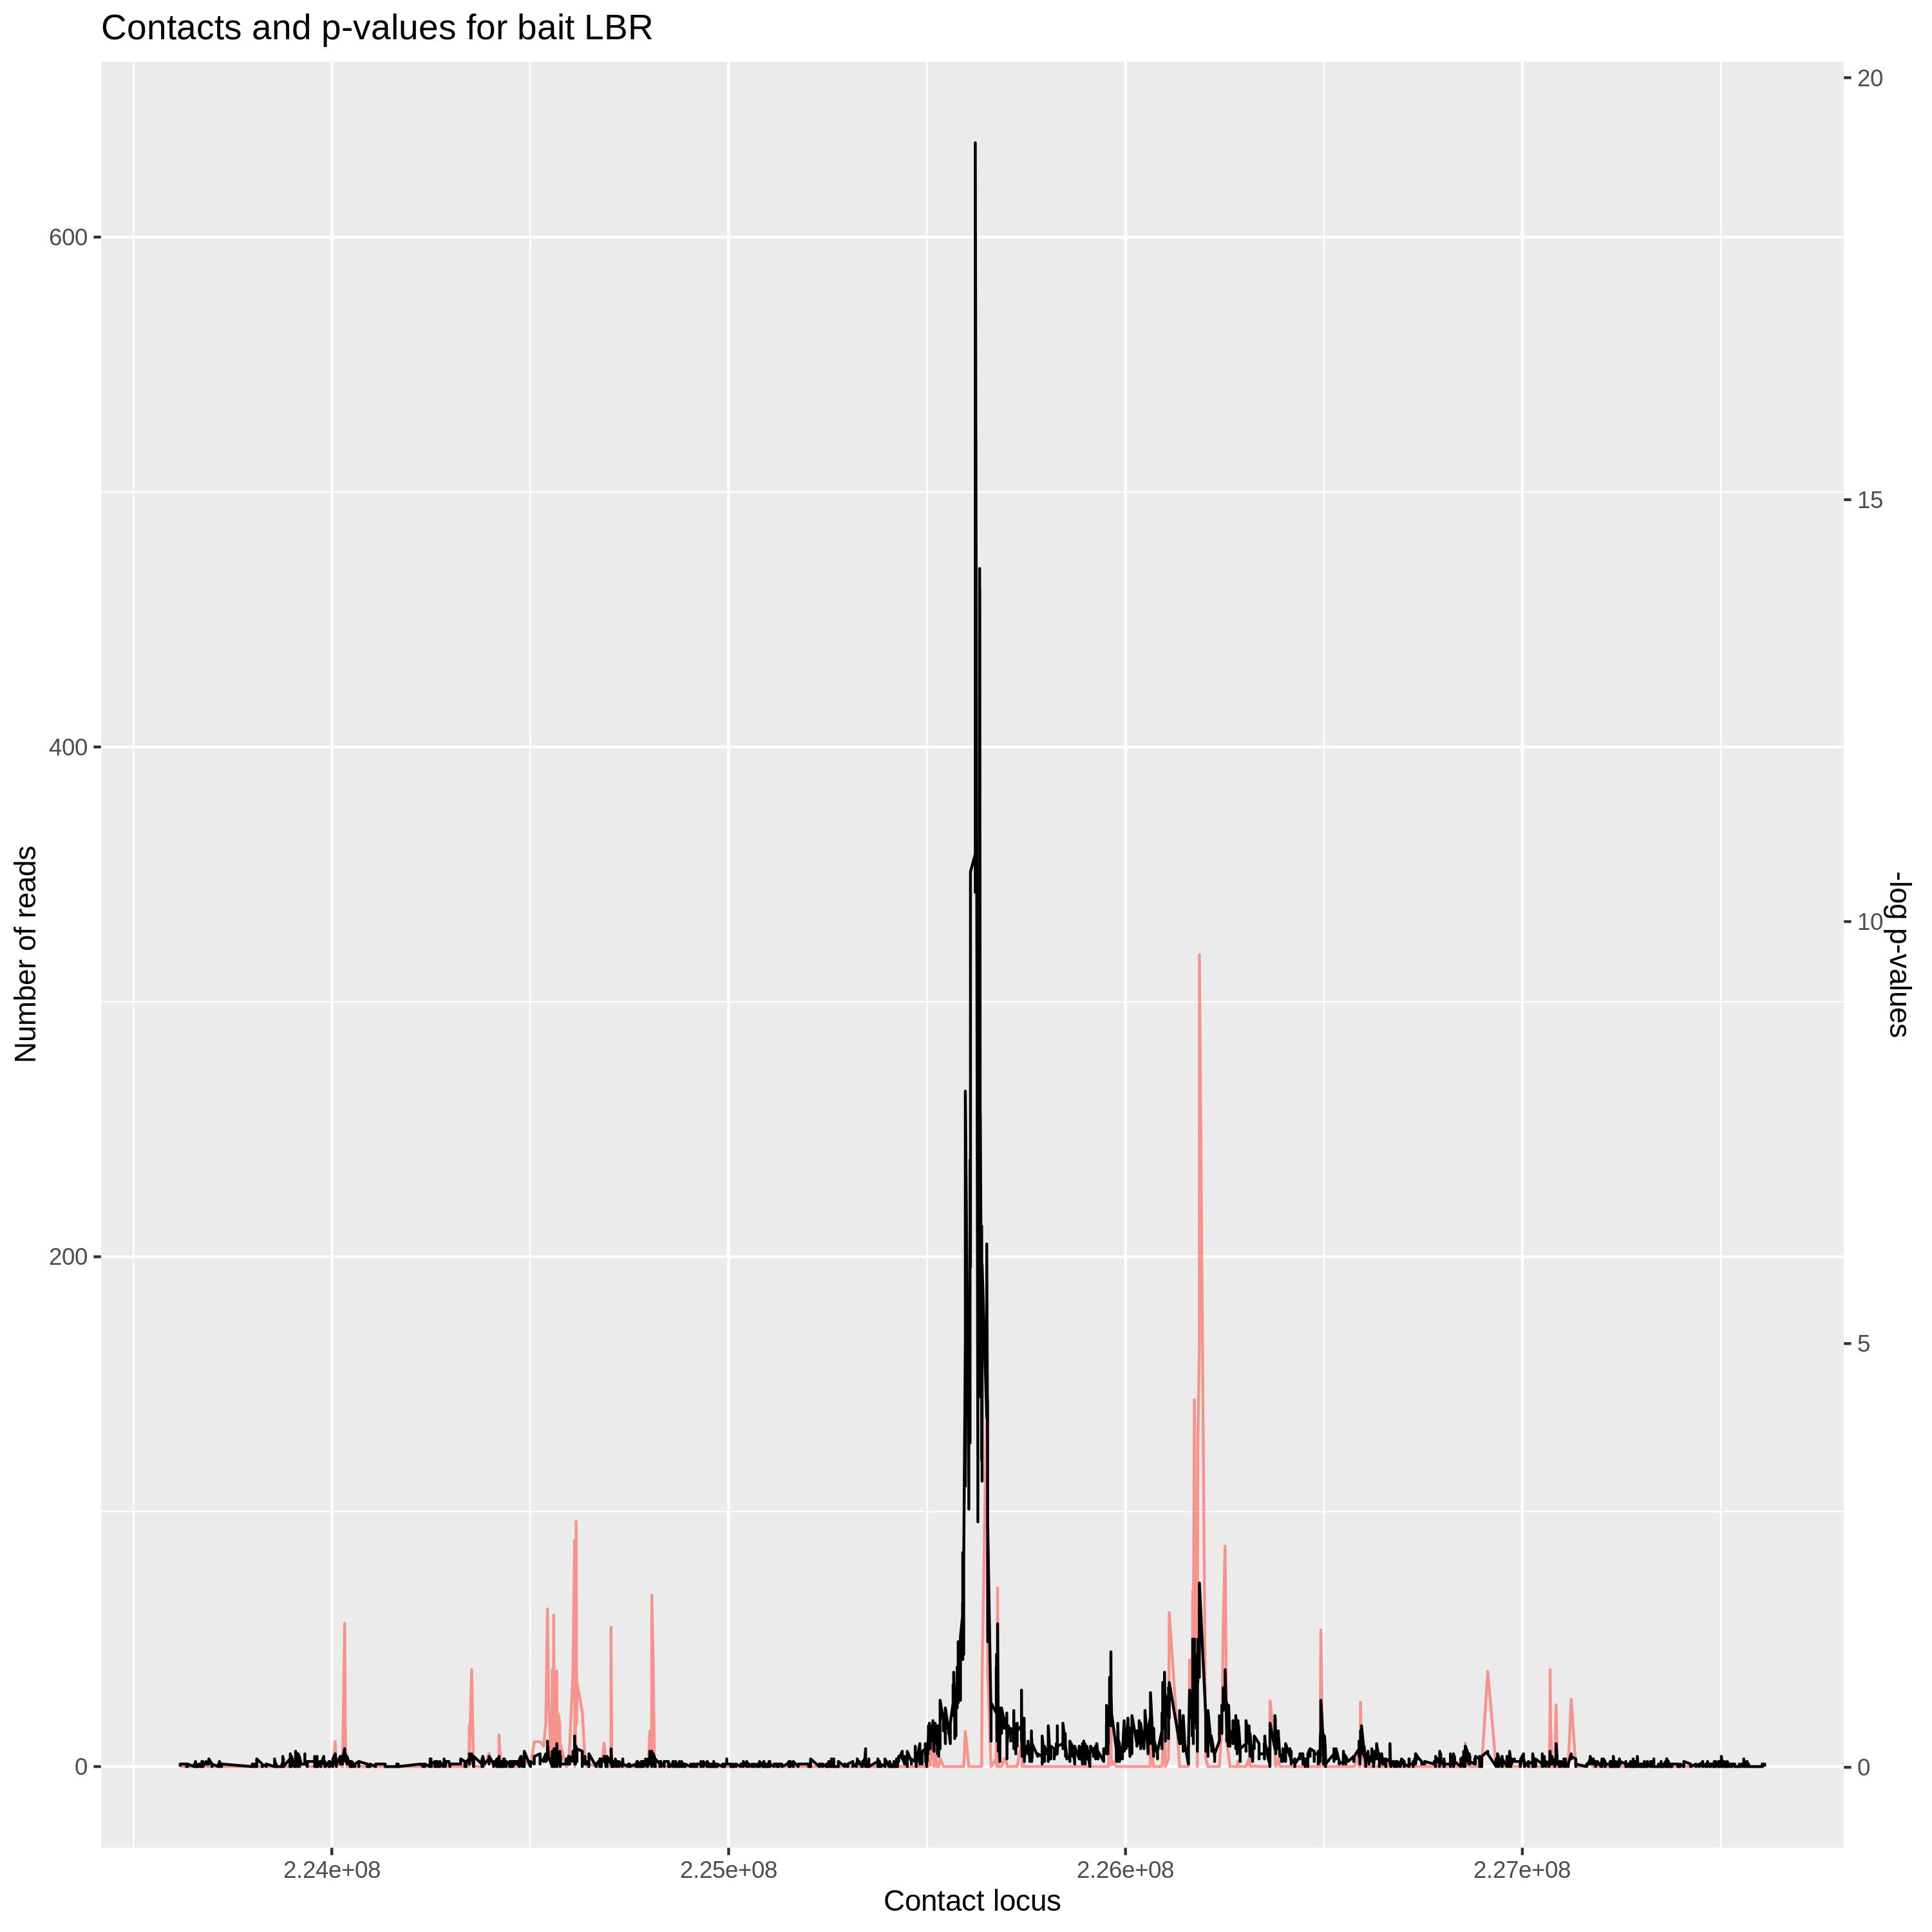 Contacts and p-values for bait LBR
20
600
15
400
Number of reads
-log p-values
10
200
5
0
0
2.24e+08
2.25e+08
2.26e+08
2.27e+08
Contact locus